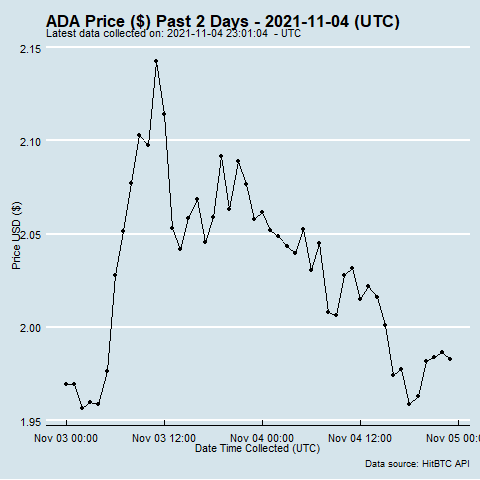 ADA Price ($) Past 2 Days - 2021-11-04 (UTC)
Latest data collected on: 2021-11-04 23:01:04 - UTC
2.15
2.10
2.05
2.00
1.95
Price USD ($)
Nov 03 00:00 Nov 03 12:00 Nov 04 00:00 Nov 04 12:00 Nov 05 00:0
Date Time Collected (UTC)
Data source: HitBTC API